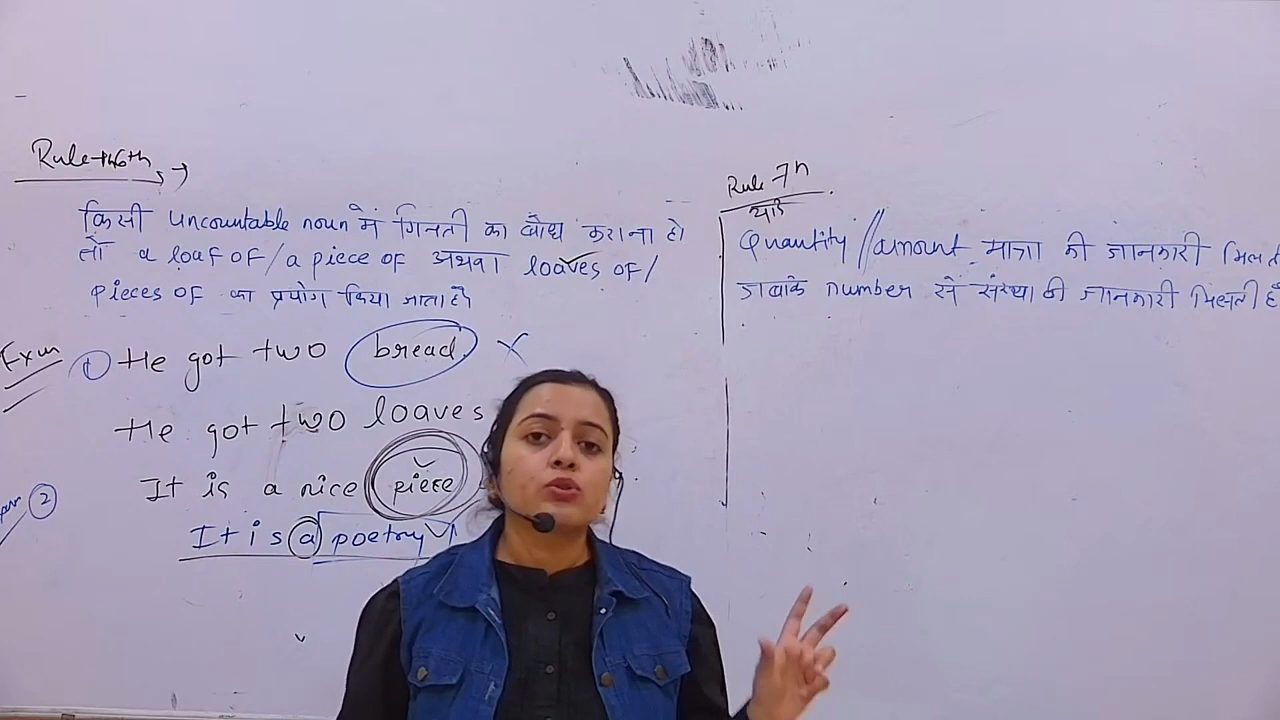 Rule 6th →
किसी uncountable noun में गिनती का बोध कराना हो
तो a loaf of / a piece of अथवा loaves of /
pieces of का प्रयोग किया जाता है।
Exm ① He got two bread. ×
He got two loaves
It is a nice piece
② It is a poetry
Rule 7th
यदि
Quantity // amount मात्रा की जानकारी
जबकि number से संख्या की जानकारी मिलती है